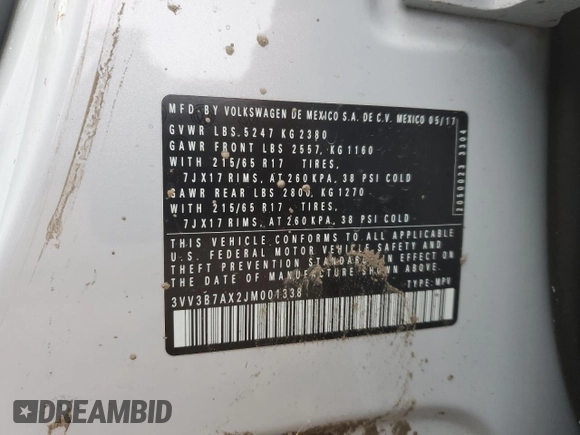 MFD. BY VOLKSWAGEN DE MEXICO S.A. DE C.V. MEXICO 05/17
GVWR LBS.5247 KG 2380
GAWR FRONT LBS 2557, KG 1160
WITH 215/65 R17 TIRES,
7JX17 RIMS, AT 260 KPA, 38 PSI COLD
GAWR REAR LBS 2800, KG 1270
WITH 215/65 R17 TIRES,
7JX17 RIMS, AT 260 KPA, 38 PSI COLD
THIS VEHICLE CONFORMS TO ALL APPLICABLE
U.S. FEDERAL MOTOR VEHICLE SAFETY AND
THEFT PREVENTION STANDARDS IN EFFECT ON
THE DATE OF MANUFACTURE SHOWN ABOVE
3VV3B7AX2JM001338 TYPE: MPV
2050023 3304
DREAMBID